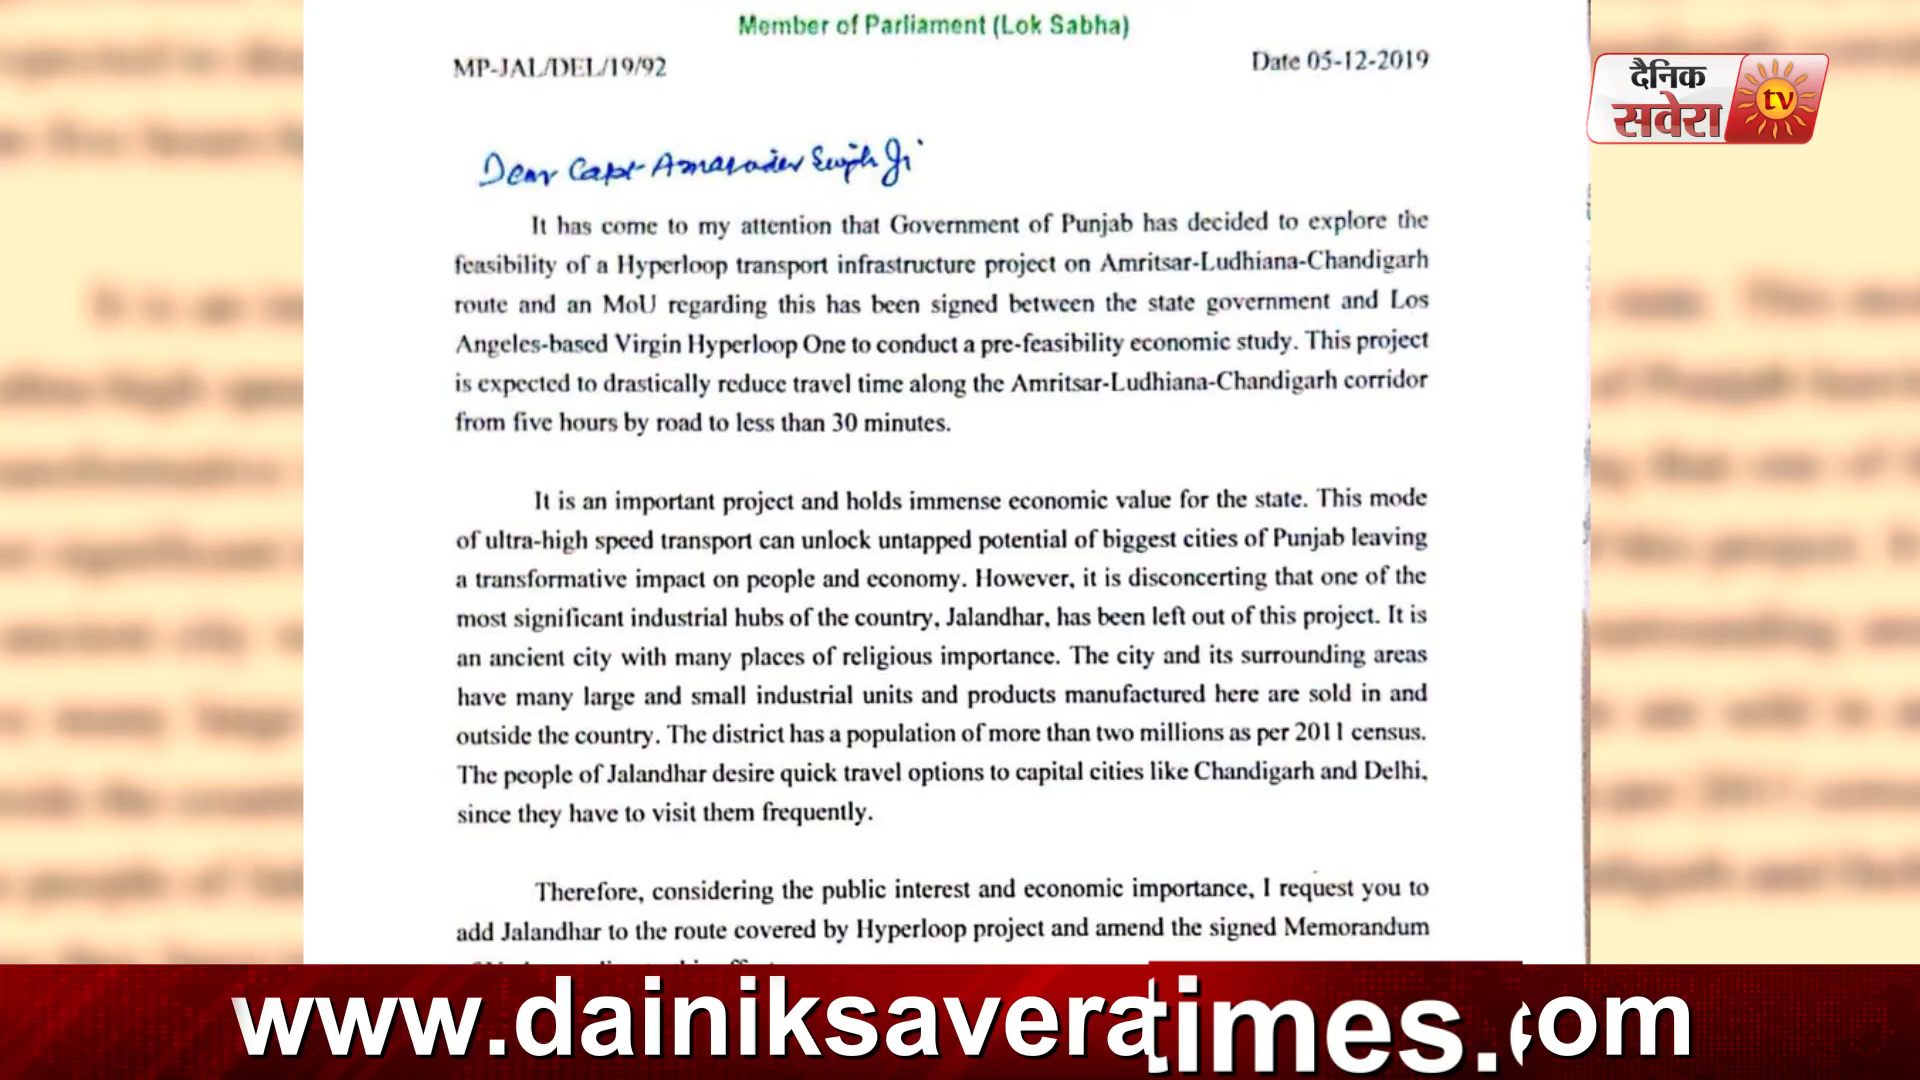 Member of Parliament (Lok Sabha)
MP-JAL/DEL/19/92
Date 05-12-2019
दैनिक
सवेरा
tv
Dear Capt Amarinder Singh Ji
It has come to my attention that Government of Punjab has decided to explore the
feasibility of a Hyperloop transport infrastructure project on Amritsar-Ludhiana-Chandigarh
route and an MoU regarding this has been signed between the state government and Los
Angeles-based Virgin Hyperloop One to conduct a pre-feasibility economic study. This project
is expected to drastically reduce travel time along the Amritsar-Ludhiana-Chandigarh corridor
from five hours by road to less than 30 minutes.
It is an important project and holds immense economic value for the state. This mode
of ultra-high speed transport can unlock untapped potential of biggest cities of Punjab leaving
a transformative impact on people and economy. However, it is disconcerting that one of the
most significant industrial hubs of the country, Jalandhar, has been left out of this project. It is
an ancient city with many places of religious importance. The city and its surrounding areas
have many large and small industrial units and products manufactured here are sold in and
outside the country. The district has a population of more than two millions as per 2011 census.
The people of Jalandhar desire quick travel options to capital cities like Chandigarh and Delhi,
since they have to visit them frequently.
Therefore, considering the public interest and economic importance, I request you to
add Jalandhar to the route covered by Hyperloop project and amend the signed Memorandum
www.dainiksaveratimes.com